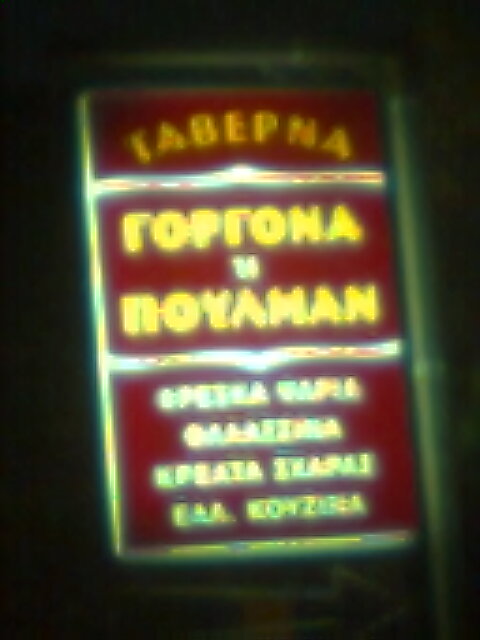 ΤΑΒΕΡΝΑ
ΓΟΡΓΟΝΑ
ΠΟΥΛΜΑΝ
ΦΡΕΣΚΑ ΨΑΡΙΑ
ΘΑΛΑΣΣΙΝΑ
ΚΡΕΑΤΑ ΣΧΑΡΑΣ
ΕΛΛ. ΚΟΥΖΙΝΑ